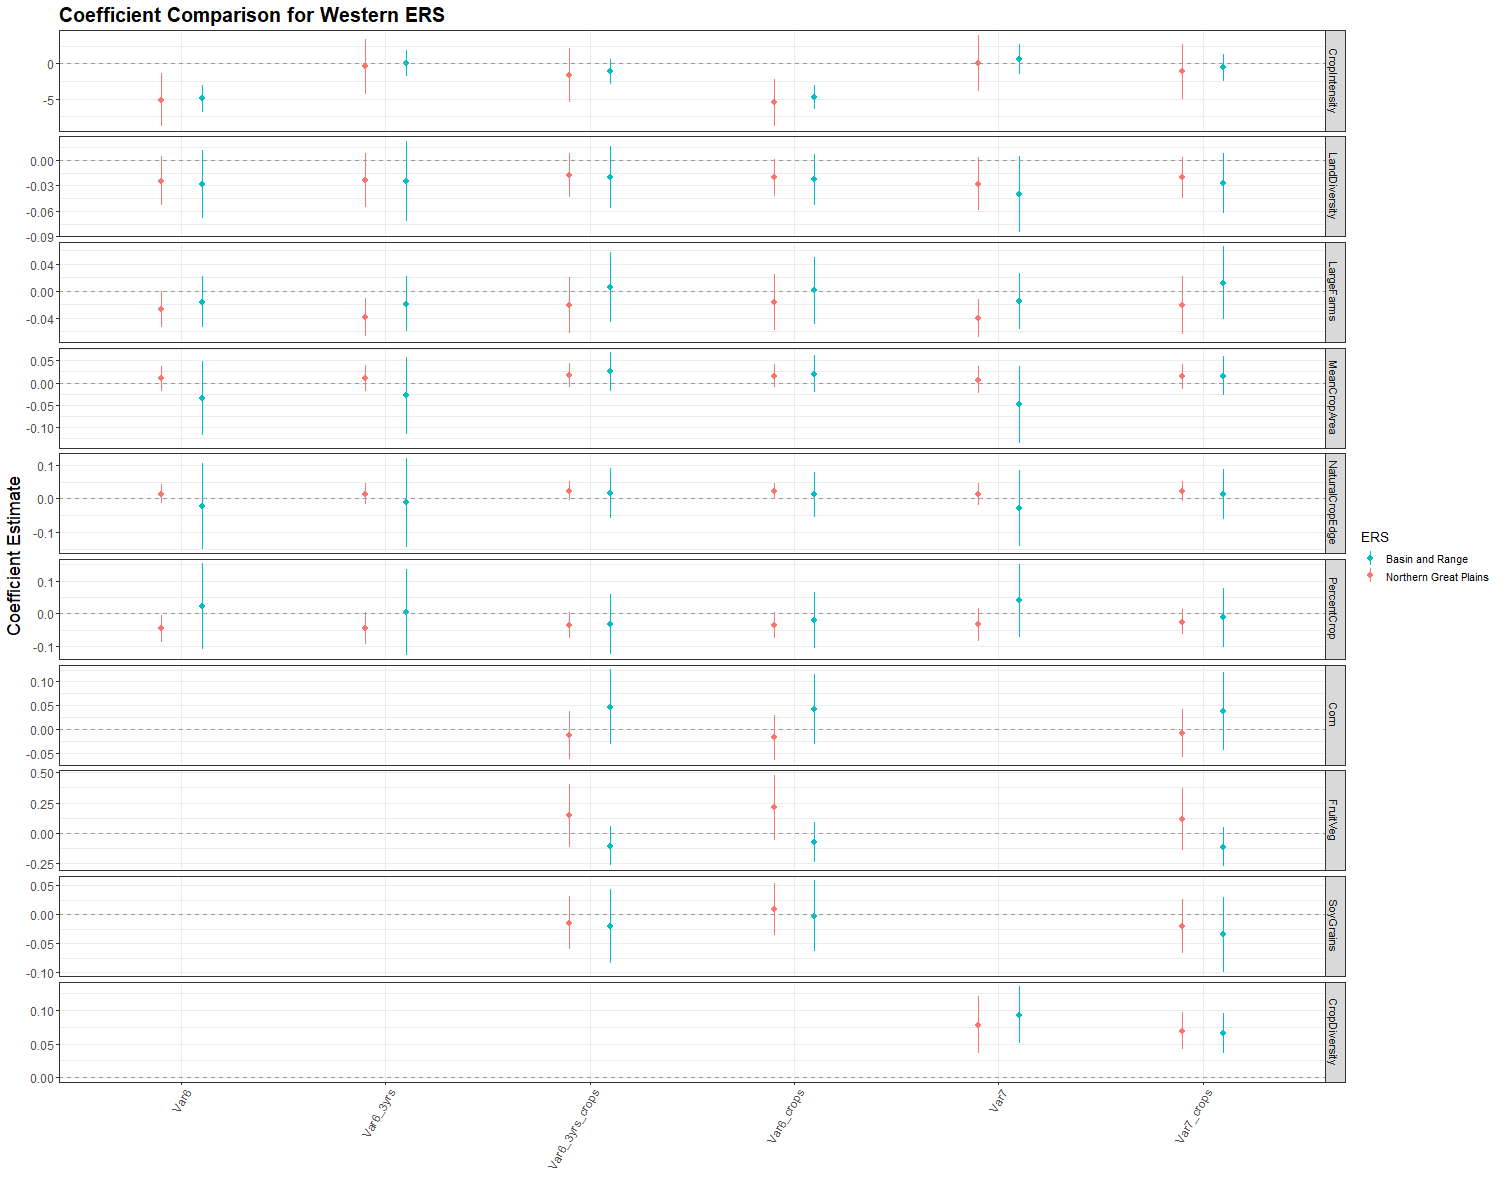 Coefficient Comparison for Western ERS
Coefficient Estimate
0
-5
CropIntensity
0.00
-0.03
-0.06
-0.09
LandDiversity
0.04
0.00
-0.04
LargeFarms
0.05
0.00
-0.05
-0.10
MeanCropArea
0.1
0.0
-0.1
NaturalCropEdge
0.1
0.0
-0.1
PercentCrop
0.10
0.05
0.00
-0.05
Corn
0.50
0.25
0.00
-0.25
FruitVeg
0.05
0.00
-0.05
-0.10
SoyGrains
0.10
0.05
0.00
CropDiversity
Var6
Var6_3yrs
Var6_3yrs_crops
Var6_crops
Var7
Var7_crops
ERS
Basin and Range
Northern Great Plains